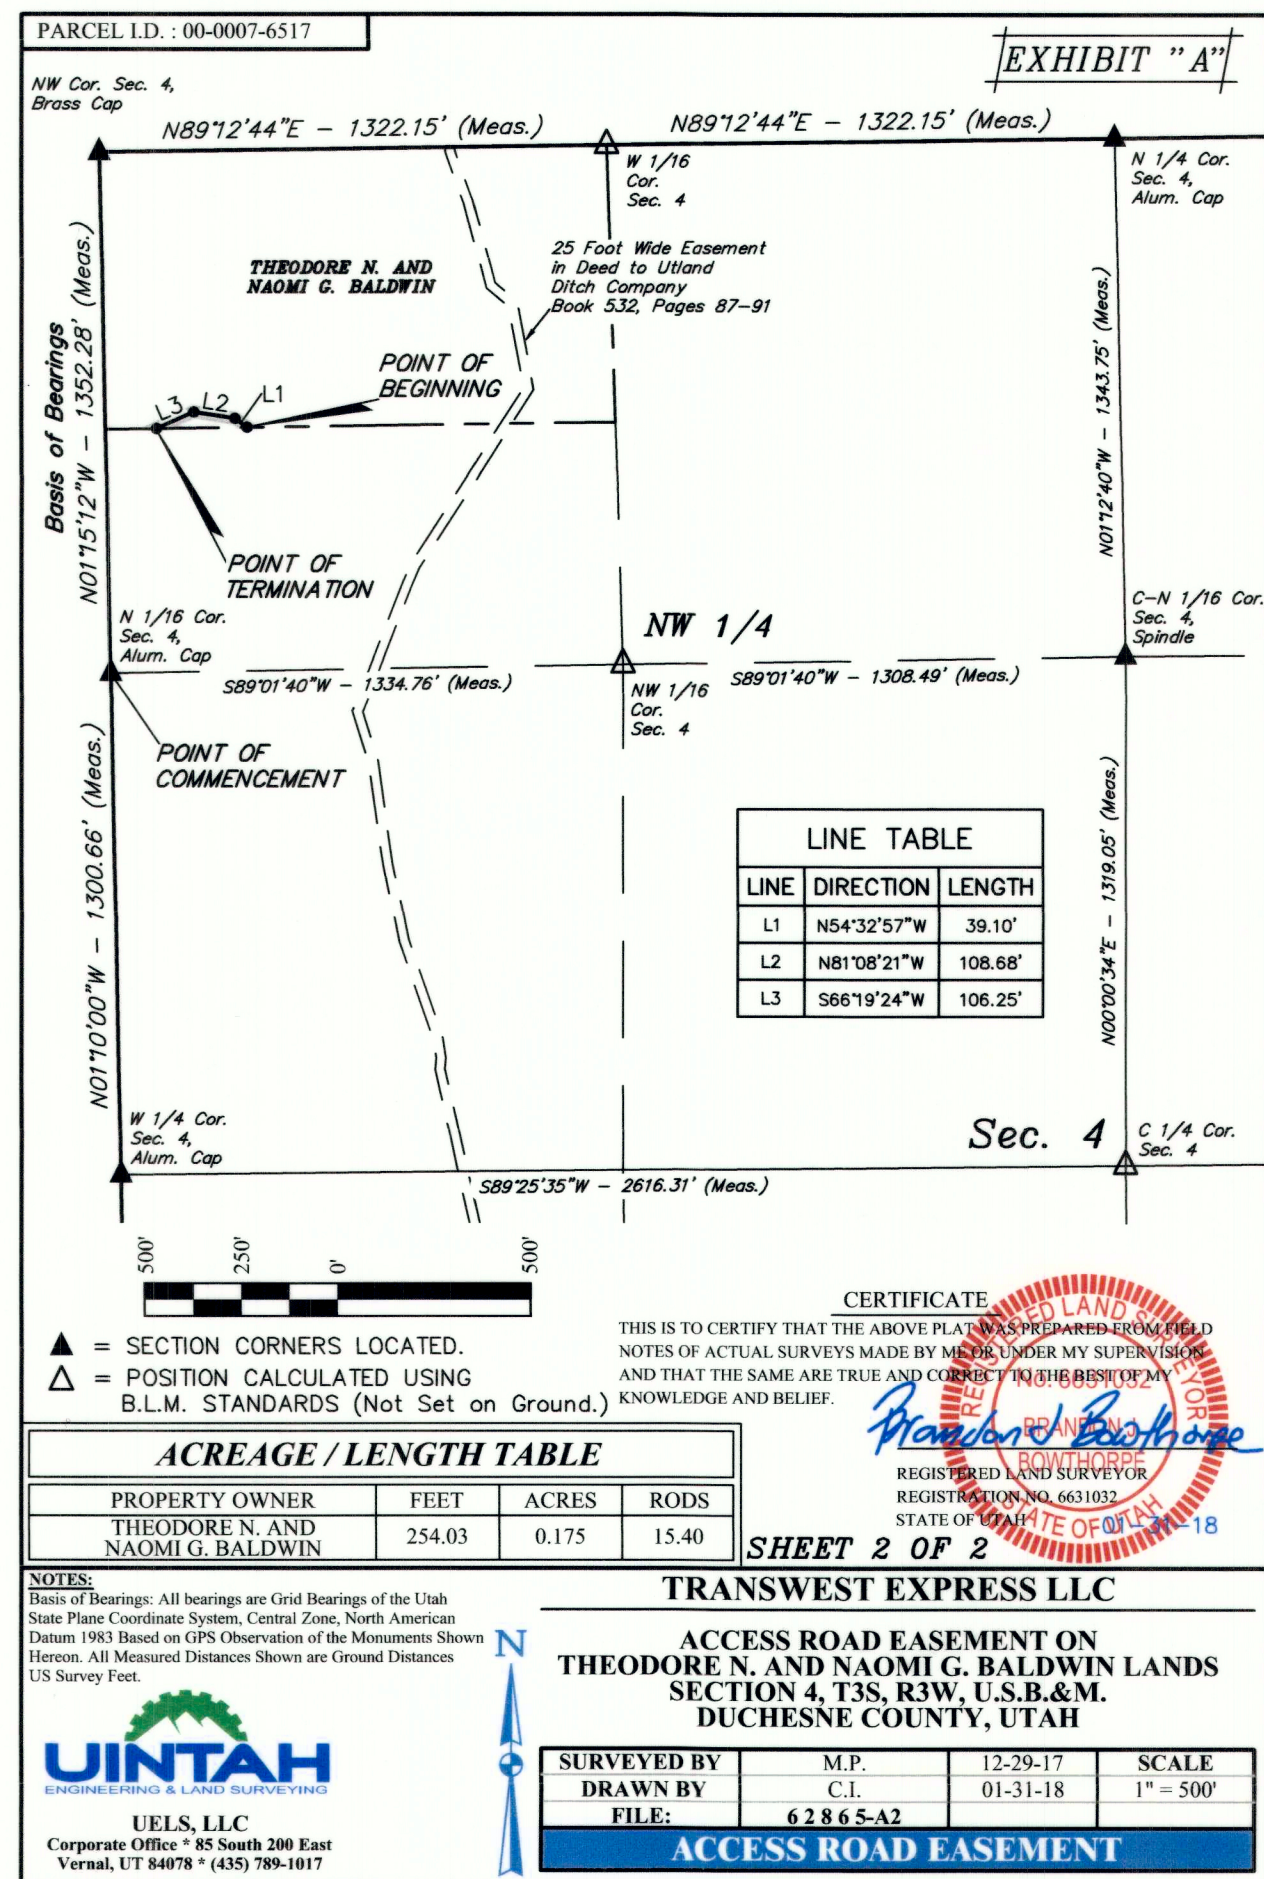 PARCEL I.D. : 00-0007-6517
EXHIBIT "A"
NW Cor. Sec. 4,
Brass Cap
N89°12'44"E - 1322.15' (Meas.)
N89°12'44"E - 1322.15' (Meas.)
W 1/16
Cor.
Sec. 4
N 1/4 Cor.
Sec. 4,
Alum. Cap
THEODORE N. AND
NAOMI G. BALDWIN
25 Foot Wide Easement
in Deed to Utland
Ditch Company
Book 532, Pages 87-91
Basis of Bearings
N01°15'12"W - 1352.28' (Meas.)
N01°12'40"W - 1343.75' (Meas.)
POINT OF
BEGINNING
L3
L2
L1
POINT OF
TERMINATION
N 1/16 Cor.
Sec. 4,
Alum. Cap
NW 1/4
C-N 1/16 Cor.
Sec. 4,
Spindle
S89°01'40"W - 1334.76' (Meas.)
S89°01'40"W - 1308.49' (Meas.)
NW 1/16
Cor.
Sec. 4
POINT OF
COMMENCEMENT
N01°10'00"W - 1300.66' (Meas.)
N00°00'34"E - 1319.05' (Meas.)
LINE TABLE
LINE DIRECTION LENGTH
L1 N54°32'57"W 39.10'
L2 N81°08'21"W 108.68'
L3 S66°19'24"W 106.25'
W 1/4 Cor.
Sec. 4,
Alum. Cap
Sec. 4
C 1/4 Cor.
Sec. 4
S89°25'35"W - 2616.31' (Meas.)
500' 250' 0' 500'
▲ = SECTION CORNERS LOCATED.
△ = POSITION CALCULATED USING
B.L.M. STANDARDS (Not Set on Ground.)
CERTIFICATE
THIS IS TO CERTIFY THAT THE ABOVE PLAT WAS PREPARED FROM FIELD
NOTES OF ACTUAL SURVEYS MADE BY ME OR UNDER MY SUPERVISION
AND THAT THE SAME ARE TRUE AND CORRECT TO THE BEST OF MY
KNOWLEDGE AND BELIEF.
REGISTERED LAND SURVEYOR
No. 6631032
BRANDON J.
BOWTHORPE
STATE OF UTAH
Brandon J Bowthorpe
01-31-18
REGISTERED LAND SURVEYOR
REGISTRATION NO. 6631032
STATE OF UTAH
ACREAGE / LENGTH TABLE
PROPERTY OWNER FEET ACRES RODS
THEODORE N. AND
NAOMI G. BALDWIN 254.03 0.175 15.40
SHEET 2 OF 2
NOTES:
Basis of Bearings: All bearings are Grid Bearings of the Utah
State Plane Coordinate System, Central Zone, North American
Datum 1983 Based on GPS Observation of the Monuments Shown
Hereon. All Measured Distances Shown are Ground Distances
US Survey Feet.
N
UINTAH
ENGINEERING & LAND SURVEYING
UELS, LLC
Corporate Office * 85 South 200 East
Vernal, UT 84078 * (435) 789-1017
TRANSWEST EXPRESS LLC
ACCESS ROAD EASEMENT ON
THEODORE N. AND NAOMI G. BALDWIN LANDS
SECTION 4, T3S, R3W, U.S.B.&M.
DUCHESNE COUNTY, UTAH
SURVEYED BY M.P. 12-29-17 SCALE
DRAWN BY C.I. 01-31-18 1" = 500'
FILE: 6 2 8 6 5-A2
ACCESS ROAD EASEMENT